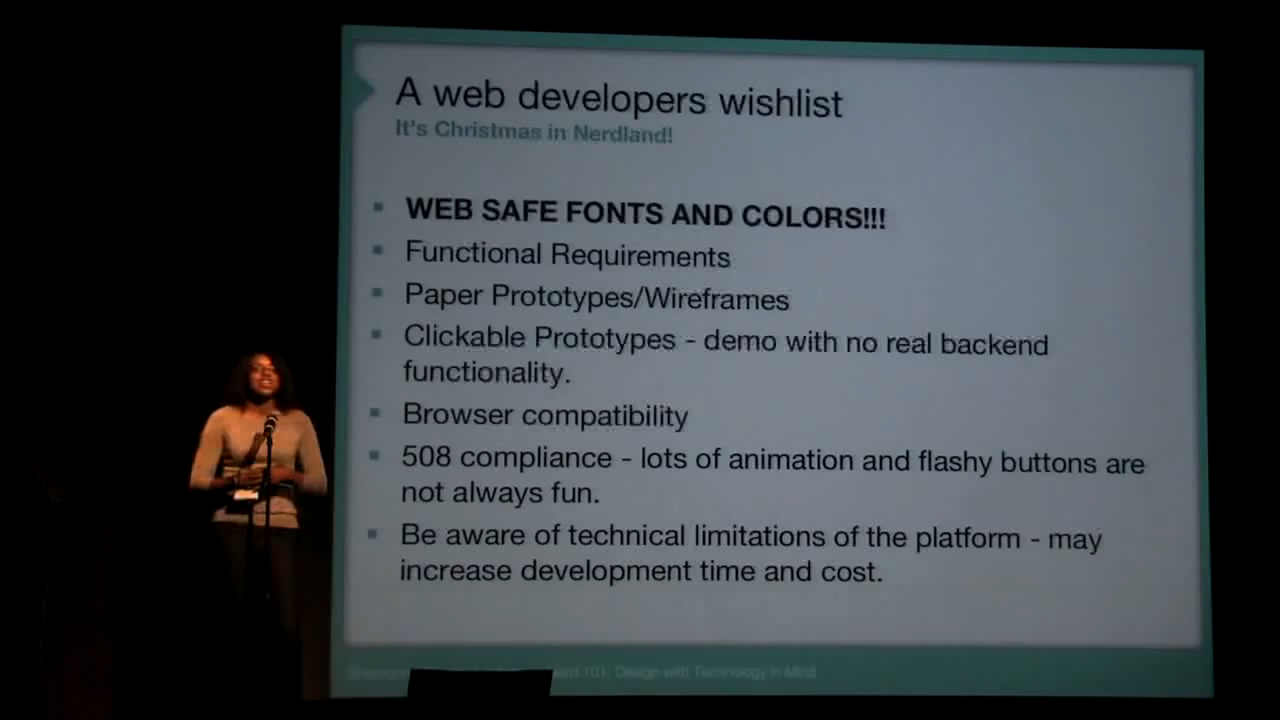 A web developers wishlist
It's Christmas in Nerdland!
WEB SAFE FONTS AND COLORS!!!
Functional Requirements
Paper Prototypes/Wireframes
Clickable Prototypes - demo with no real backend
functionality.
Browser compatibility
508 compliance - lots of animation and flashy buttons are
not always fun.
Be aware of technical limitations of the platform - may
increase development time and cost.
101: Design with Technology in Mind